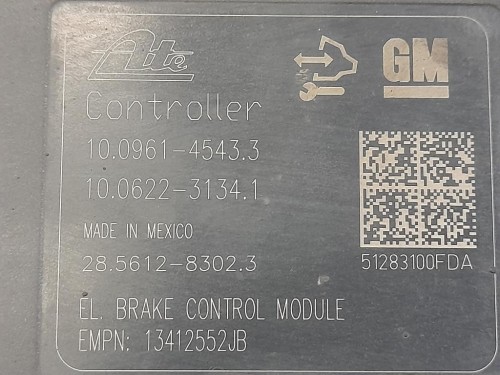 Ate
GM
Controller
10.0961-4543.3
10.0622-3134.1
MADE IN MEXICO
28.5612-8302.3
51283100FDA
EL. BRAKE CONTROL MODULE
EMPN: 13412552JB